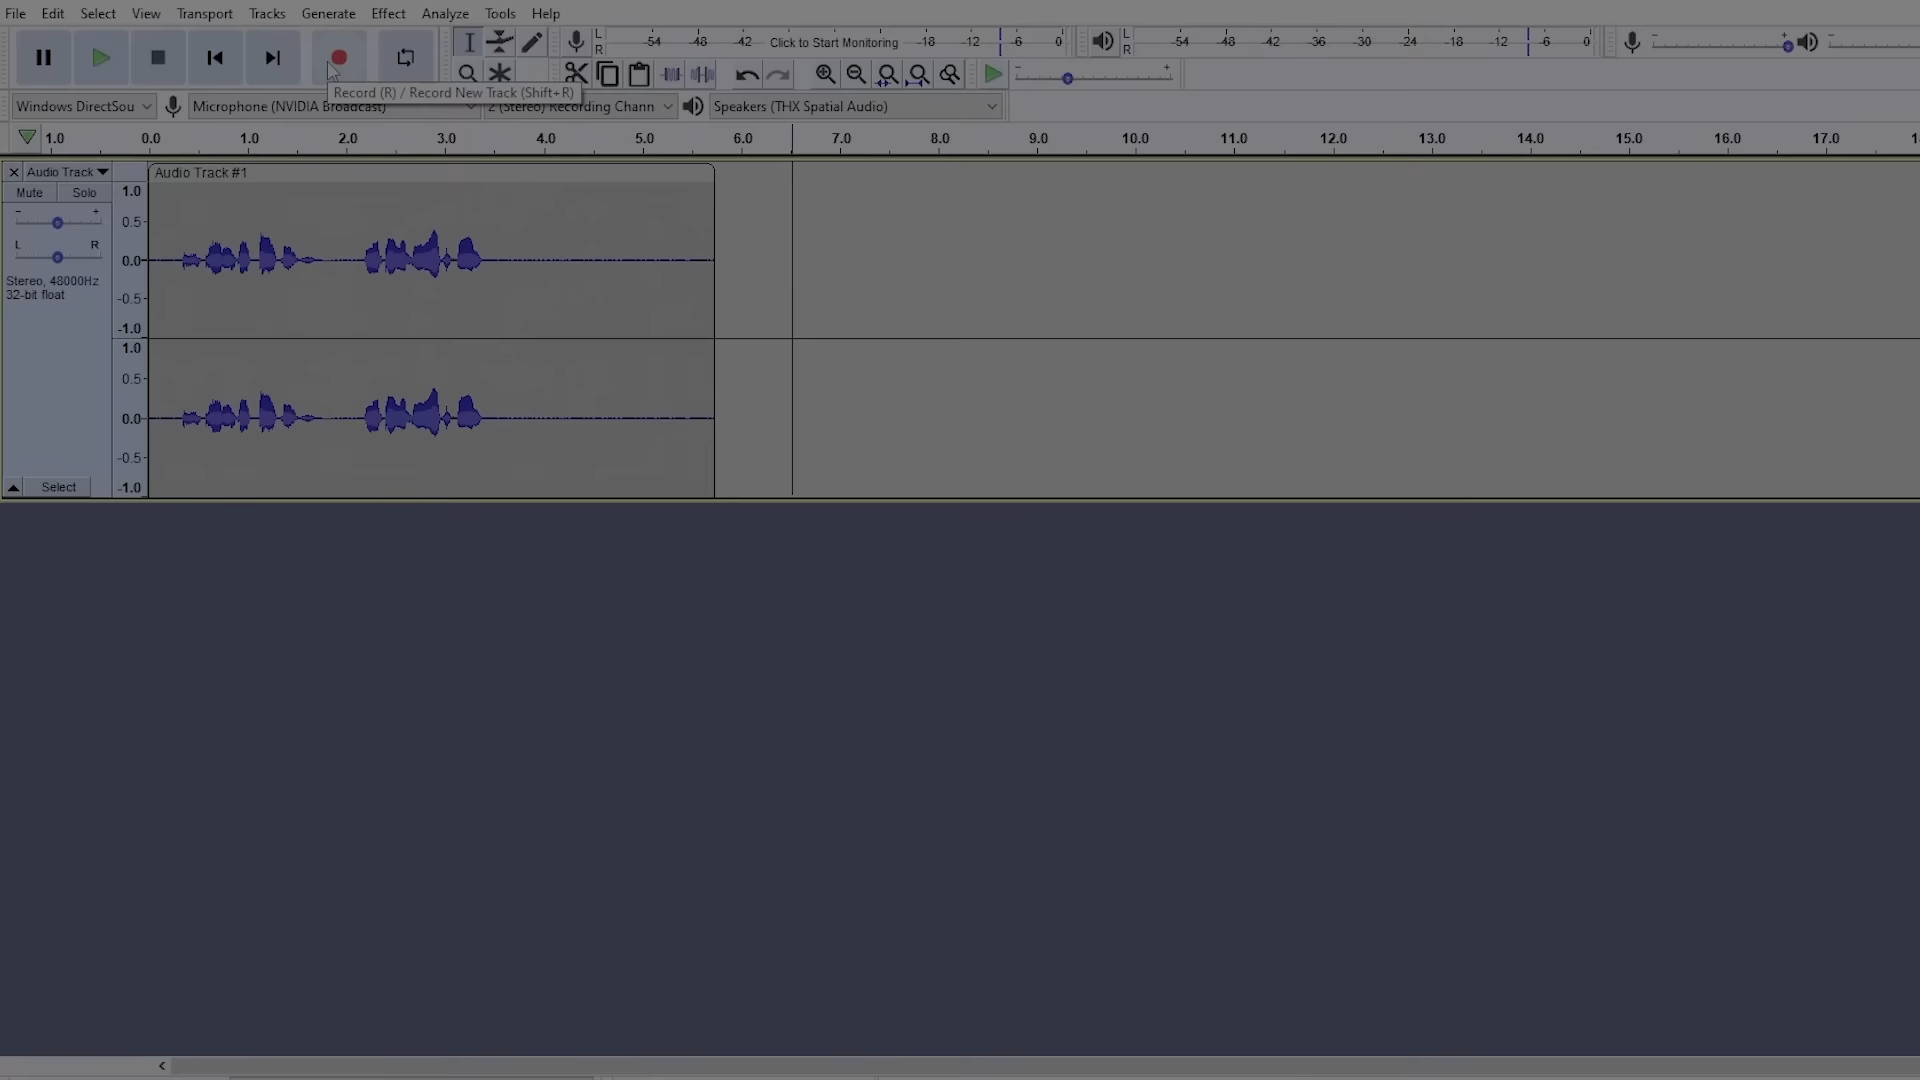 File Edit Select View Transport Tracks Generate Effect Analyze Tools Help
L R -54 -48 -42 Click to Start Monitoring -18 -12 -6 0 L R -54 -48 -42 -36 -30 -24 -18 -12 -6 0 - + -
- +
Record (R) / Record New Track (Shift+R)
Windows DirectSou Microphone (NVIDIA Broadcast) 2 (Stereo) Recording Chann Speakers (THX Spatial Audio)
1.0 0.0 1.0 2.0 3.0 4.0 5.0 6.0 7.0 8.0 9.0 10.0 11.0 12.0 13.0 14.0 15.0 16.0 17.0
Audio Track Audio Track #1
Mute Solo 1.0
- + 0.5
L R
0.0
Stereo, 48000Hz
32-bit float
-0.5
-1.0
1.0
0.5
0.0
-0.5
Select -1.0